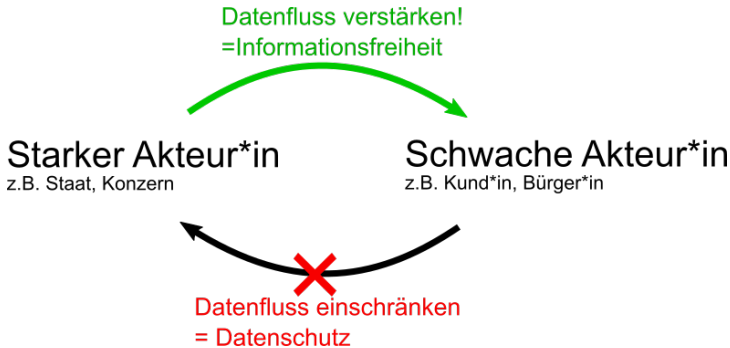 Datenfluss verstärken!
=Informationsfreiheit
Starker Akteur*in
z.B. Staat, Konzern
Schwache Akteur*in
z.B. Kund*in, Bürger*in
Datenfluss einschränken
= Datenschutz